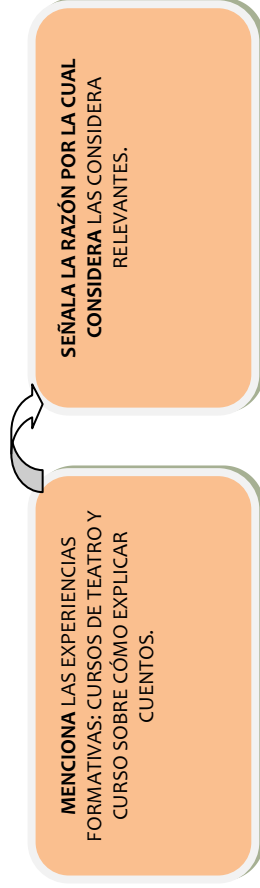 MENCIONA LAS EXPERIENCIAS
FORMATIVAS: CURSOS DE TEATRO Y
CURSO SOBRE CÓMO EXPLICAR
CUENTOS.
SEÑALA LA RAZÓN POR LA CUAL
CONSIDERA LAS CONSIDERA
RELEVANTES.